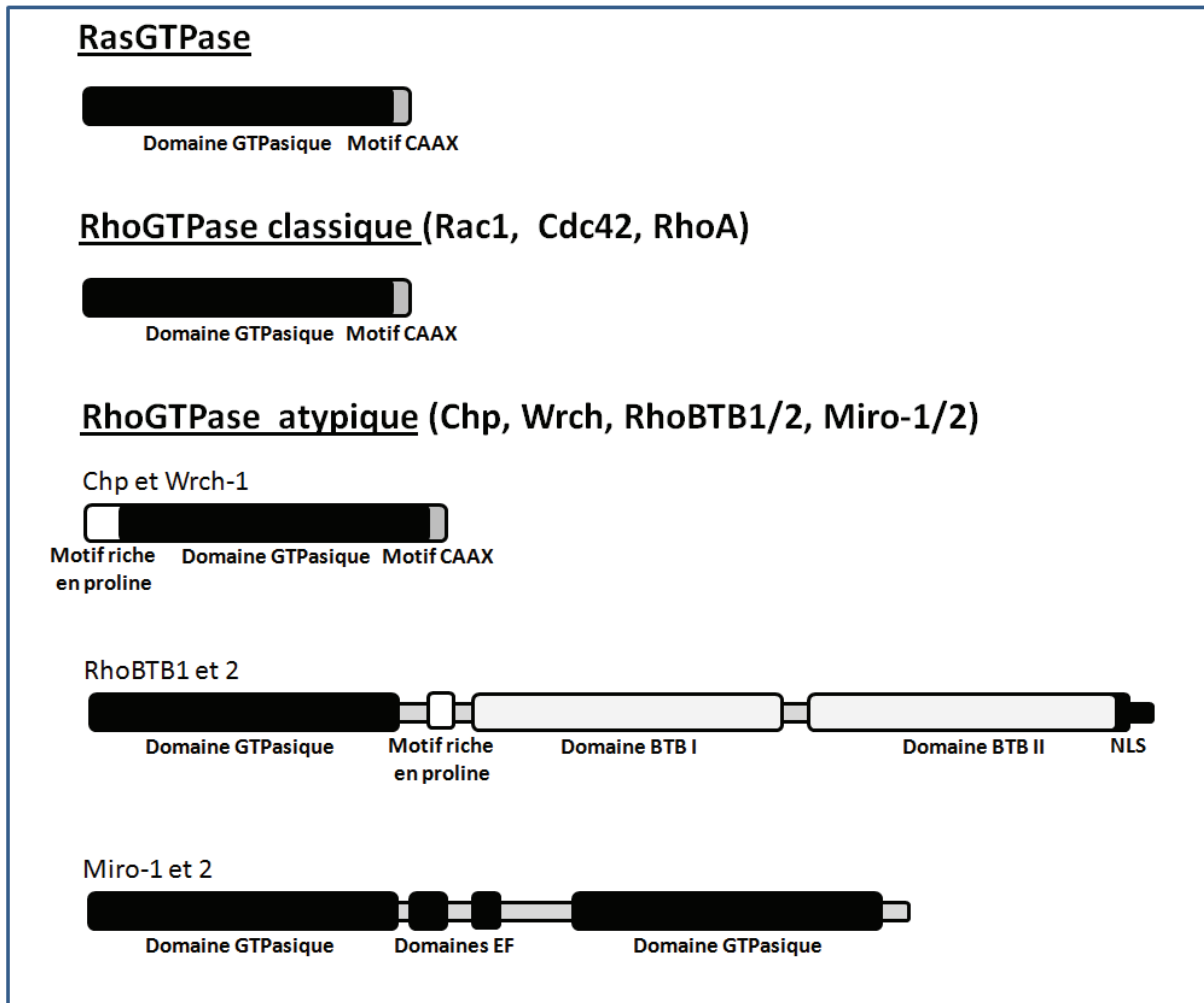 RasGTPase
Domaine GTPasique Motif CAAX
RhoGTPase classique (Rac1, Cdc42, RhoA)
Domaine GTPasique Motif CAAX
RhoGTPase atypique (Chp, Wrch, RhoBTB1/2, Miro-1/2)
Chp et Wrch-1
Motif riche en proline Domaine GTPasique Motif CAAX
RhoBTB1 et 2
Domaine GTPasique Motif riche en proline Domaine BTB I Domaine BTB II NLS
Miro-1 et 2
Domaine GTPasique Domaines EF Domaine GTPasique